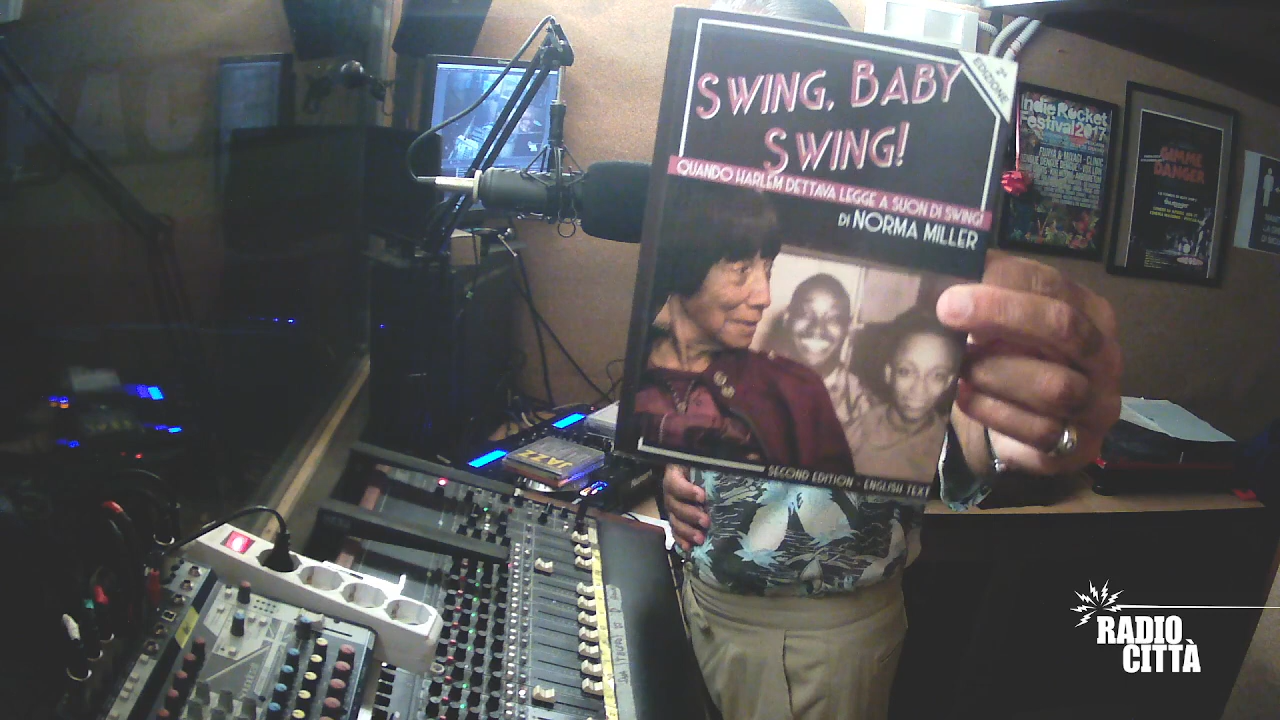 SWING, BABY
SWING!
2ª
EDIZIONE
QUANDO HARLEM DETTAVA LEGGE A SUON DI SWING!
DI NORMA MILLER
SECOND EDITION - ENGLISH TEXT
Indie Rocket
Festival 2017
GIMME
DANGER
JAZZ
RADIO
CITTÀ